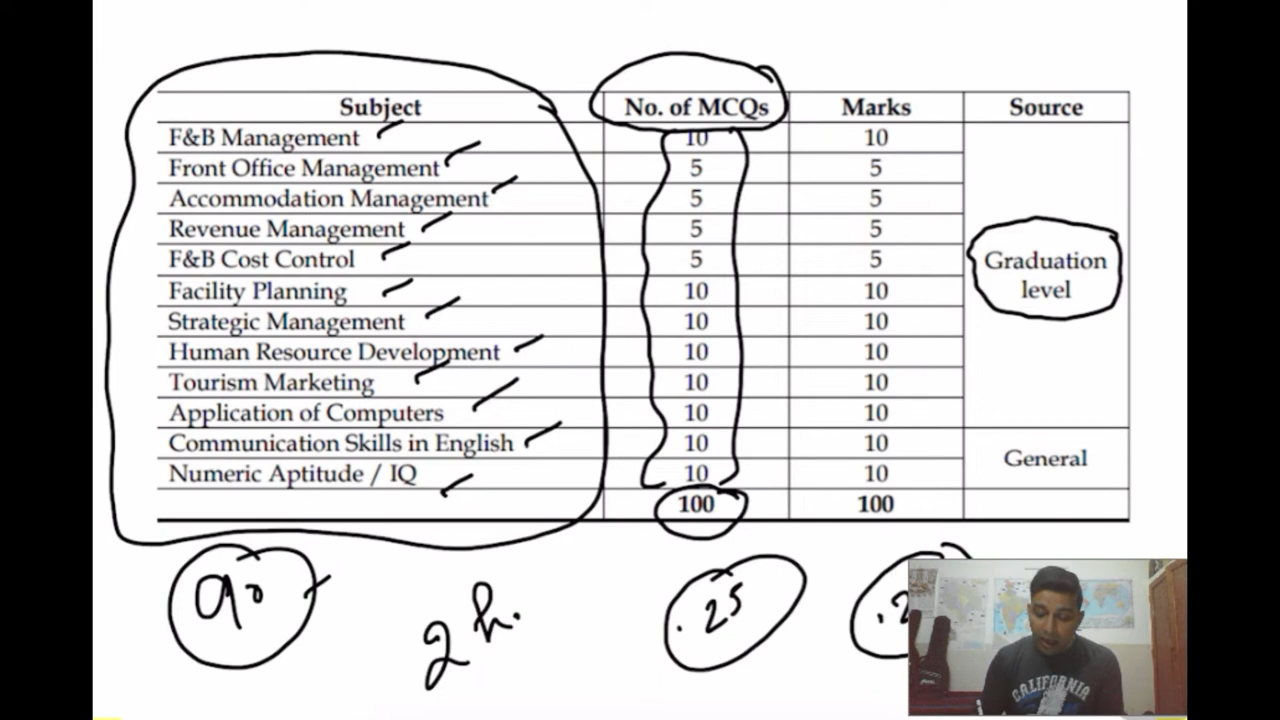 Subject No. of MCQs Marks Source
F&B Management 10 10
Front Office Management 5 5
Accommodation Management 5 5
Revenue Management 5 5
F&B Cost Control 5 5
Graduation level
Facility Planning 10 10
Strategic Management 10 10
Human Resource Development 10 10
Tourism Marketing 10 10
Application of Computers 10 10
Communication Skills in English 10 10
General
Numeric Aptitude / IQ 10 10
100 100
90 2 h. .25
CALIFORNIA